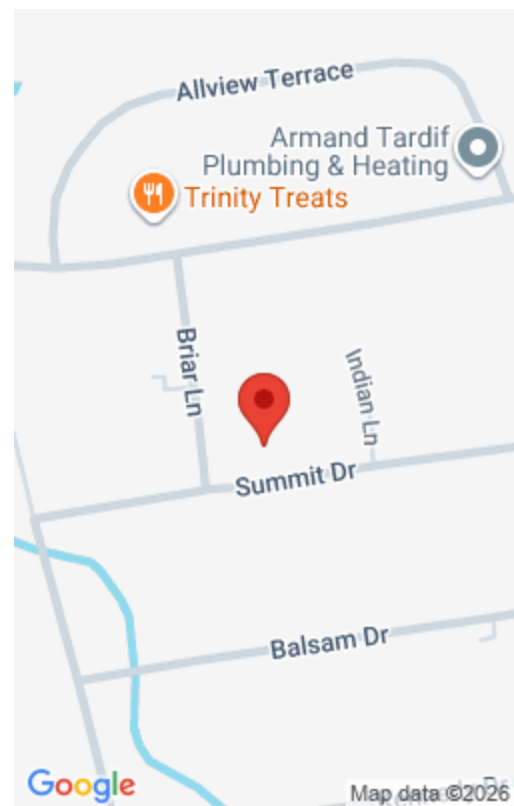 Allview Terrace
Armand Tardif
Plumbing & Heating
Trinity Treats
Briar Ln
Indian Ln
Summit Dr
Balsam Dr
Google
Map data ©2026